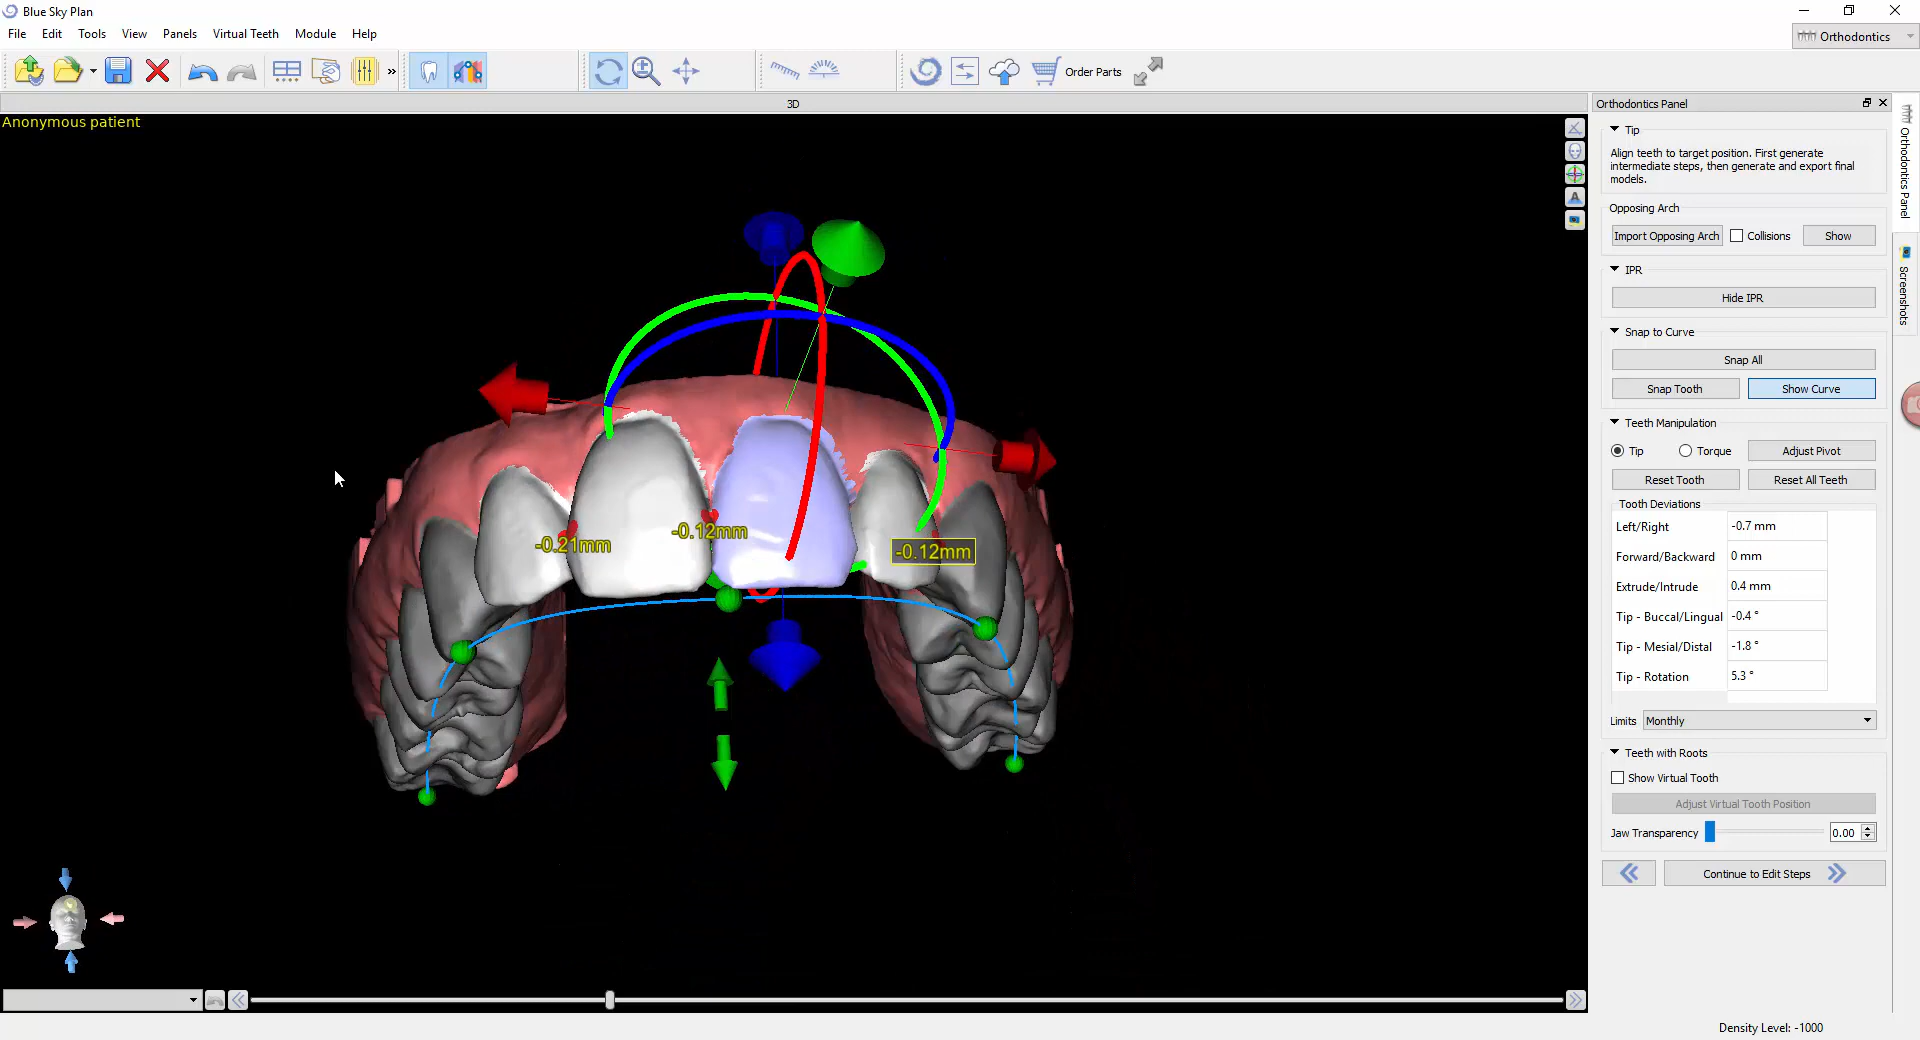 Blue Sky Plan
File Edit Tools View Panels Virtual Teeth Module Help
Orthodontics
» Order Parts
3D
Anonymous patient
-0.21mm
-0.12mm
-0.12mm
Orthodontics Panel
Tip
Align teeth to target position. First generate
intermediate steps, then generate and export final
models.
Opposing Arch
Import Opposing Arch Collisions Show
IPR
Hide IPR
Snap to Curve
Snap All
Snap Tooth Show Curve
Teeth Manipulation
Tip Torque Adjust Pivot
Reset Tooth Reset All Teeth
Tooth Deviations
Left/Right -0.7 mm
Forward/Backward 0 mm
Extrude/Intrude 0.4 mm
Tip - Buccal/Lingual -0.4 °
Tip - Mesial/Distal -1.8 °
Tip - Rotation 5.3 °
Limits Monthly
Teeth with Roots
Show Virtual Tooth
Adjust Virtual Tooth Position
Jaw Transparency 0.00
Continue to Edit Steps
Orthodontics Panel
Screenshots
Density Level: -1000